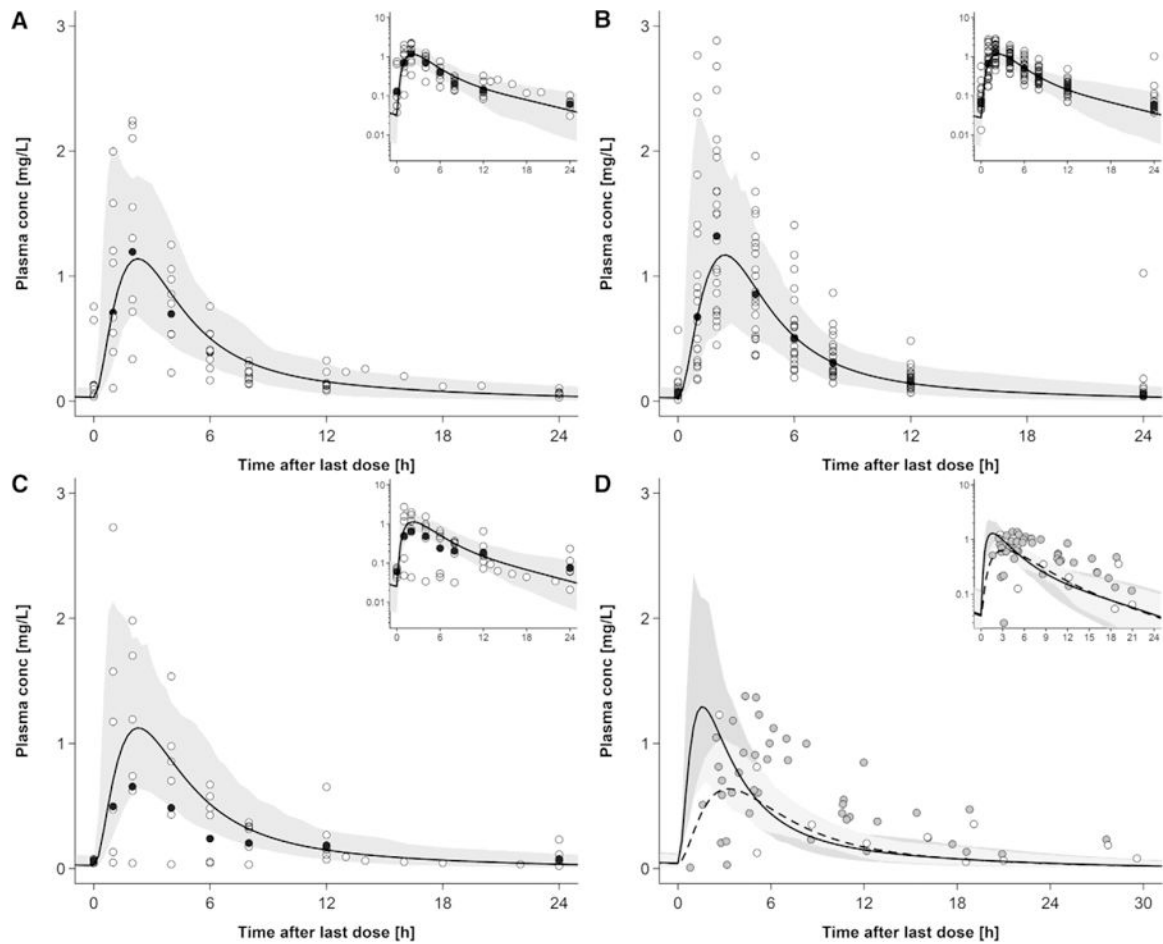 A
3
2
1
0
Plasma conc [mg/L]
0 6 12 18 24
Time after last dose [h]
10
1
0.1
0.01
0 6 12 18 24
B
3
2
1
0
Plasma conc [mg/L]
0 6 12 18 24
Time after last dose [h]
10
1
0.1
0.01
0 6 12 18 24
C
3
2
1
0
Plasma conc [mg/L]
0 6 12 18 24
Time after last dose [h]
10
1
0.1
0.01
0 6 12 18 24
D
3
2
1
0
Plasma conc [mg/L]
0 6 12 18 24 30
Time after last dose [h]
10
1
0.1
0 3 6 9 12 15 18 21 24